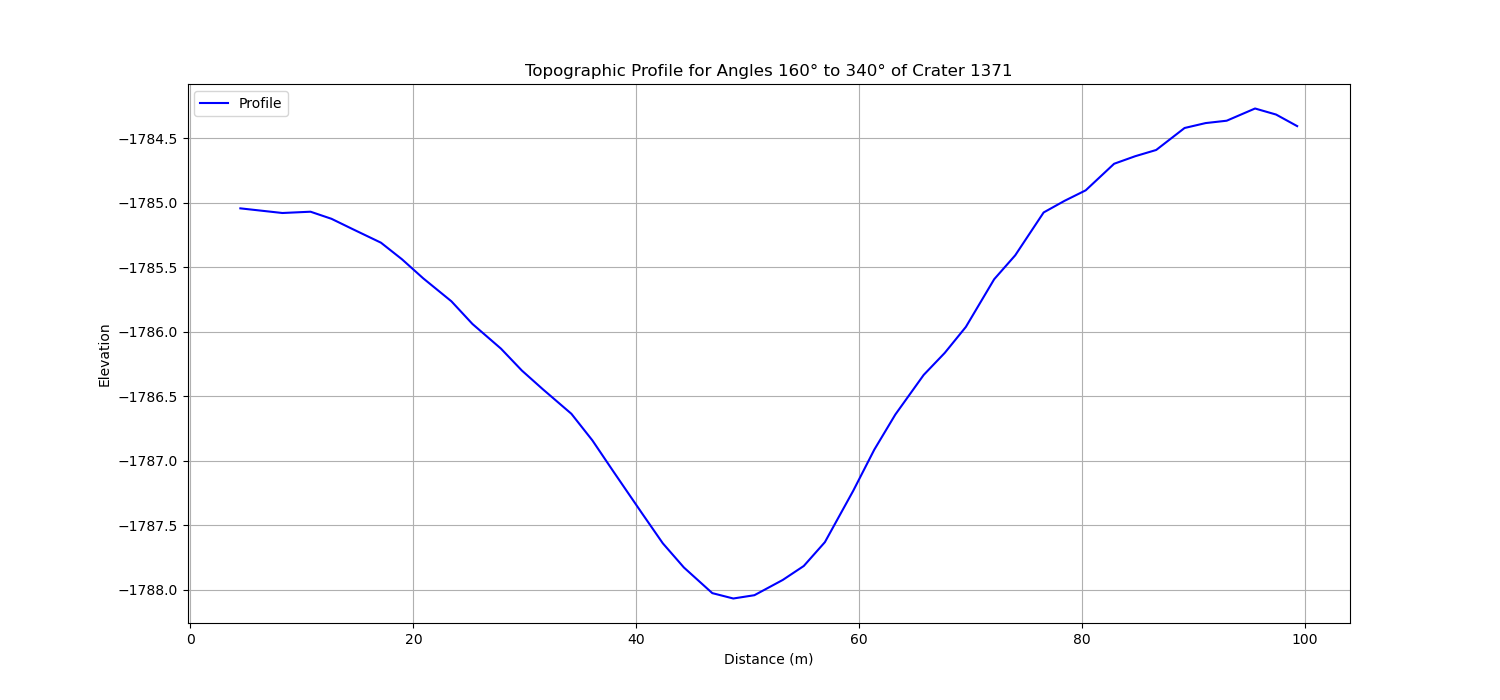 Topographic Profile for Angles 160° to 340° of Crater 1371
Profile
−1784.5
−1785.0
−1785.5
−1786.0
−1786.5
−1787.0
−1787.5
−1788.0
Elevation
0 20 40 60 80 100
Distance (m)